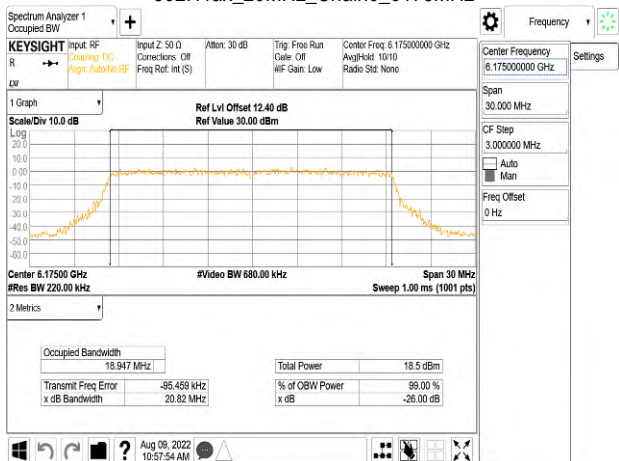 Spectrum Analyzer 1
Occupied BW
Frequency
KEYSIGHT
Input: RF
Coupling: DC
Align: Auto/No RF
Input Z: 50 Ω
Corrections: Off
Freq Ref: Int (S)
Atten: 30 dB
Trig: Free Run
Gate: Off
#IF Gain: Low
Center Freq: 6.175000000 GHz
Avg|Hold: 10/10
Radio Std: None
R
LXI
Center Frequency
6.175000000 GHz
Settings
Span
30.000 MHz
CF Step
3.000000 MHz
Auto
Man
Freq Offset
0 Hz
1 Graph
Scale/Div 10.0 dB
Ref Lvl Offset 12.40 dB
Ref Value 30.00 dBm
Log
20.0
10.0
0.00
-10.0
-20.0
-30.0
-40.0
-50.0
-60.0
Center 6.17500 GHz
#Video BW 680.00 kHz
Span 30 MHz
#Res BW 220.00 kHz
Sweep 1.00 ms (1001 pts)
2 Metrics
Occupied Bandwidth
18.947 MHz
Total Power
18.5 dBm
Transmit Freq Error
-95.459 kHz
% of OBW Power
99.00 %
x dB Bandwidth
20.82 MHz
x dB
-26.00 dB
Aug 09, 2022
10:57:54 AM